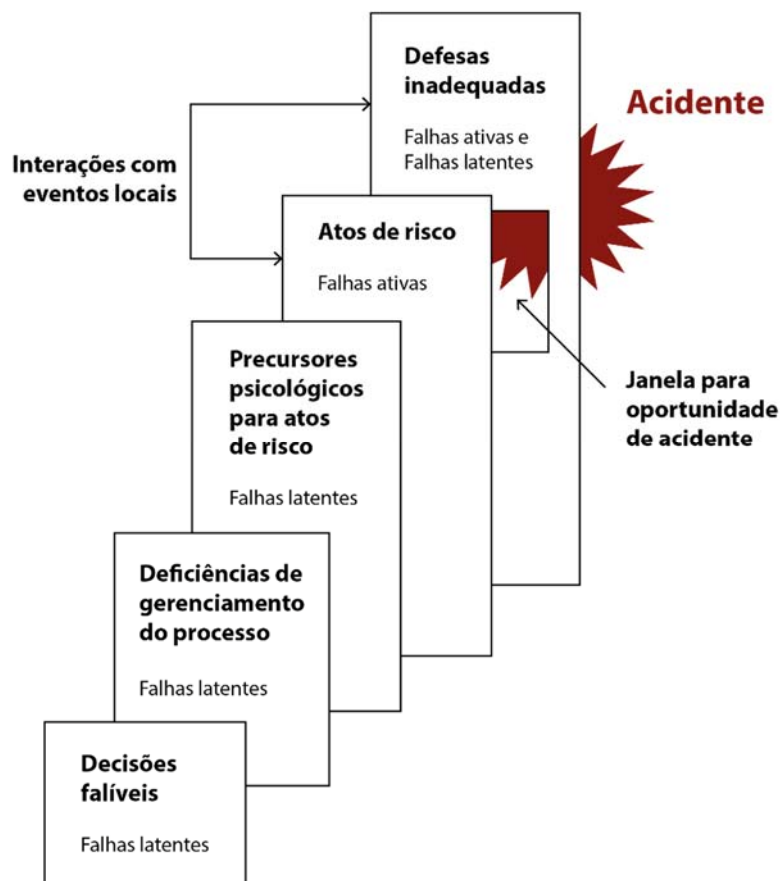 Defesas
inadequadas
Falhas ativas e
Falhas latentes
Acidente
Interações com
eventos locais
Atos de risco
Falhas ativas
Precursores
psicológicos
para atos
de risco
Falhas latentes
Janela para
oportunidade
de acidente
Deficiências de
gerenciamento
do processo
Falhas latentes
Decisões
falíveis
Falhas latentes